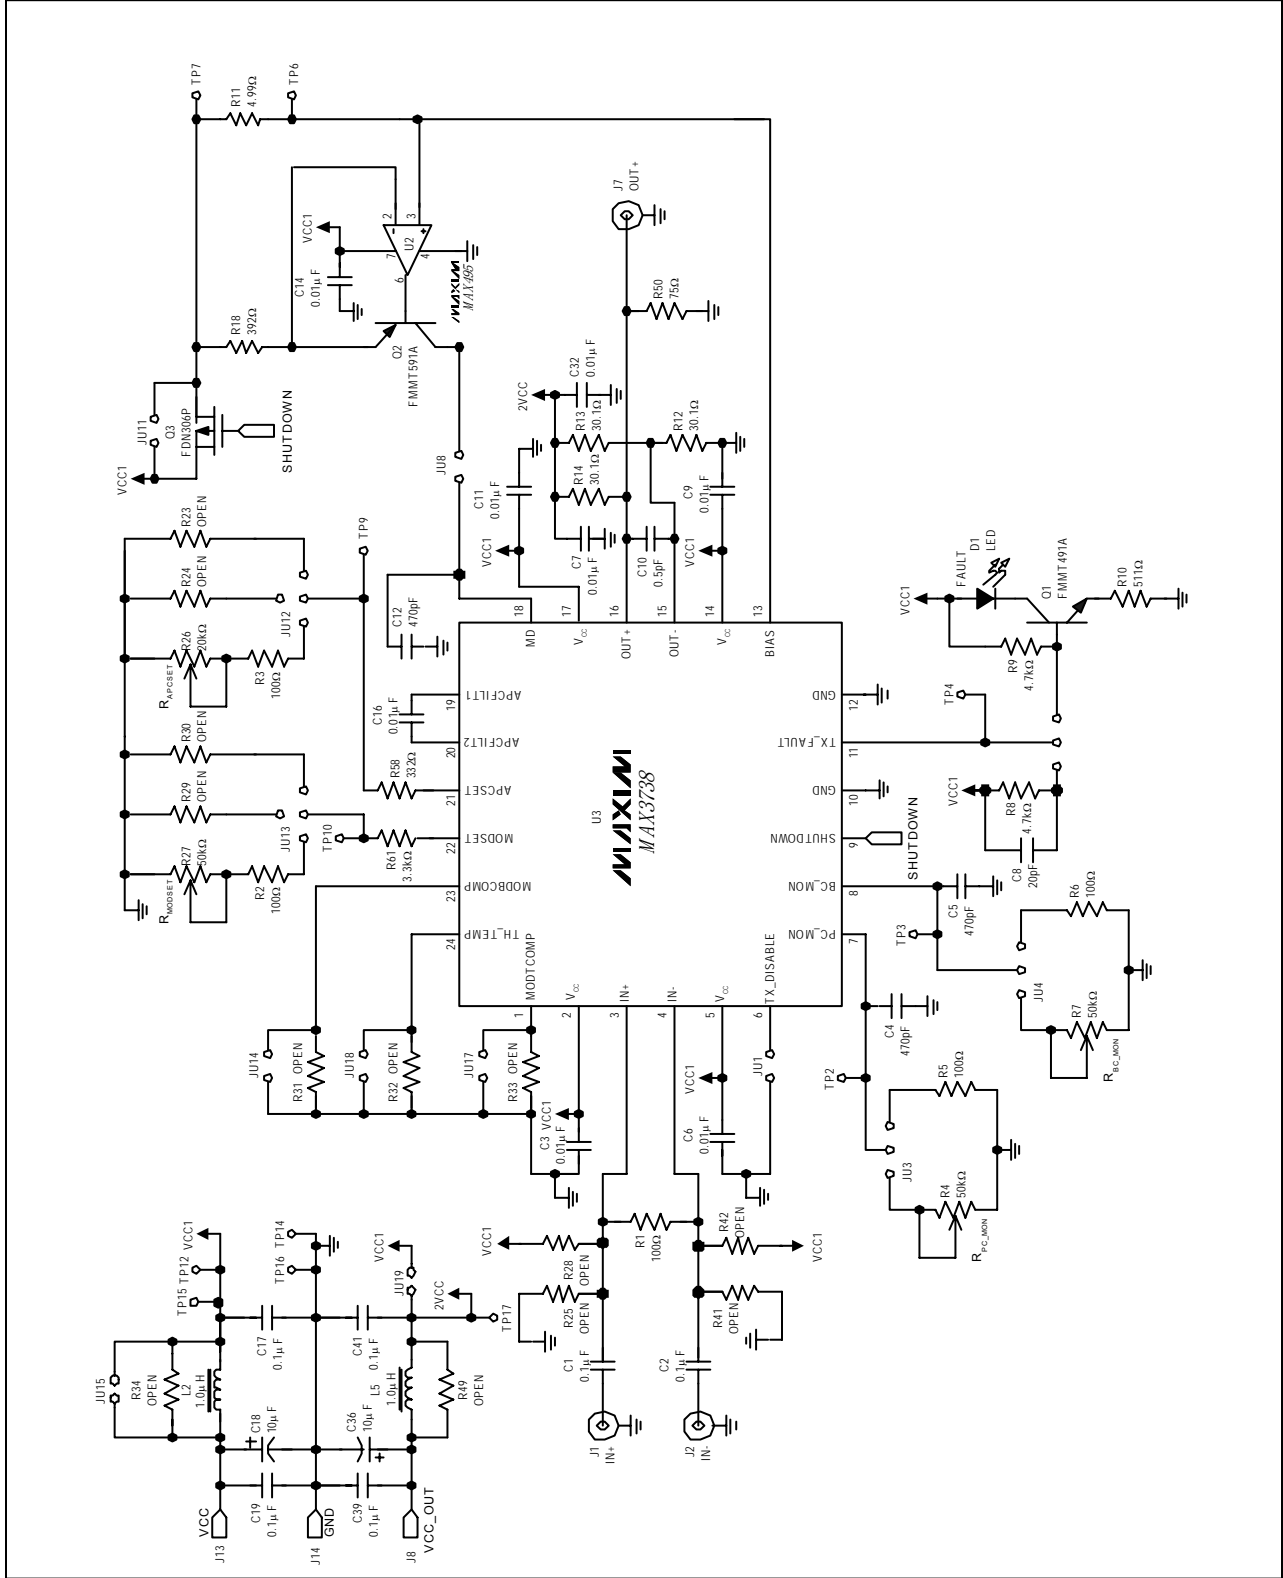 TP7
R11
4.99Ω
TP6
J7
OUT+
VCC1
2
3
7
4
6
U2
-
+
C14
0.01µF
MAXIM
MAX495
R18
392Ω
Q2
FMMT591A
R50
75Ω
2VCC
C32
0.01µF
JU11
Q3
FDN306P
VCC1
SHUTDOWN
JU8
R13
30.1Ω
R12
30.1Ω
R14
30.1Ω
C11
0.01µF
C9
0.01µF
VCC1
C7
0.01µF
C10
0.5pF
VCC1
R23
OPEN
R24
OPEN
R26
20kΩ
RAPCSET
JU12
R3
100Ω
TP9
C12
470pF
R30
OPEN
R29
OPEN
R27
50kΩ
RMODSET
JU13
R2
100Ω
TP10
C16
0.01µF
R58
332Ω
R61
3.3kΩ
18
MD
17
VCC
16
OUT+
15
OUT-
14
VCC
13
BIAS
19
APCFILT1
20
APCFILT2
21
APCSET
22
MODSET
23
MODBCOMP
24
TH_TEMP
U3
MAXIM
MAX3738
GND
12
TX_FAULT
11
GND
10
SHUTDOWN
9
BC_MON
8
PC_MON
7
MODTCOMP
1
VCC
2
IN+
3
IN-
4
VCC
5
TX_DISABLE
6
FAULT
D1
LED
VCC1
Q1
FMMT491A
R10
511Ω
R9
4.7kΩ
TP4
VCC1
R8
4.7kΩ
C8
20pF
SHUTDOWN
C5
470pF
TP3
R6
100Ω
JU4
R7
50kΩ
RBC_MON
C4
470pF
TP2
R5
100Ω
JU3
R4
50kΩ
RPC_MON
JU14
R31 OPEN
JU18
R32 OPEN
JU17
R33 OPEN
VCC1
C3
0.01µF
VCC1
C6
0.01µF
JU1
R1
100Ω
VCC1
R28
OPEN
R25
OPEN
R42
OPEN
VCC1
R41
OPEN
C1
0.1µF
C2
0.1µF
J1
IN+
J2
IN-
VCC1
TP12
TP15
TP14
TP16
VCC1
JU19
2VCC
TP17
C17
0.1µF
C41
0.1µF
JU15
R34
OPEN
L2
1.0µH
L5
1.0µH
R49
OPEN
C18
10µF
+
C36
10µF
+
C19
0.1µF
C39
0.1µF
VCC
J13
GND
J14
VCC_OUT
J8